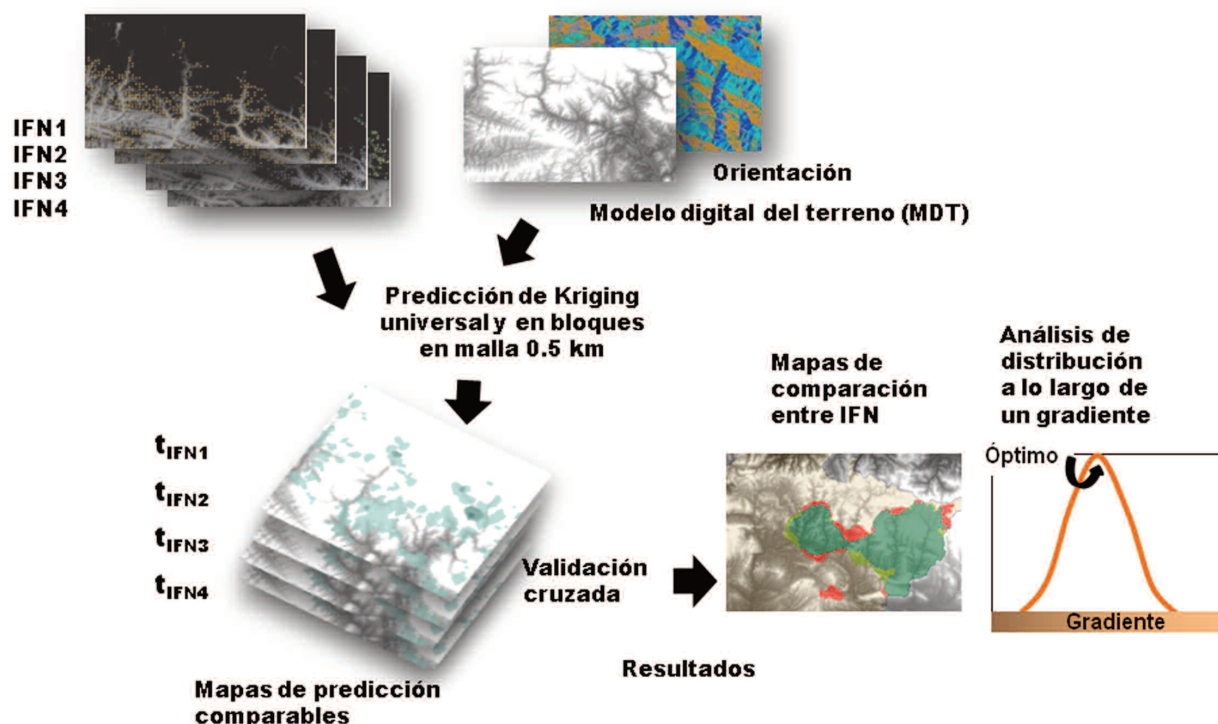 IFN1
IFN2
IFN3
IFN4
Orientación
Modelo digital del terreno (MDT)
Predicción de Kriging
universal y en bloques
en malla 0.5 km
tIFN1
tIFN2
tIFN3
tIFN4
Validación
cruzada
Mapas de predicción
comparables
Resultados
Mapas de
comparación
entre IFN
Análisis de
distribución
a lo largo de
un gradiente
Óptimo
Gradiente